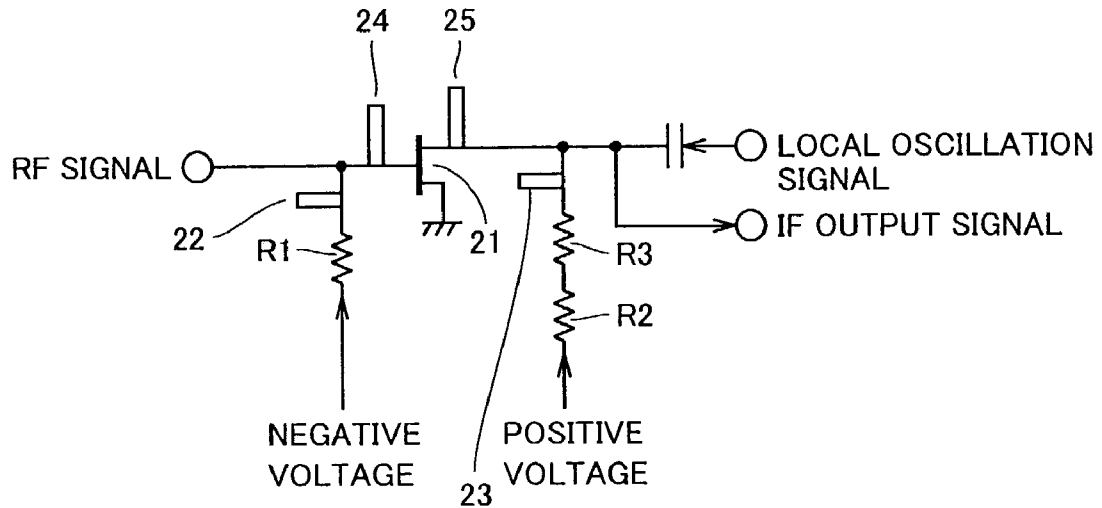 24
25
RF SIGNAL
LOCAL OSCILLATION
SIGNAL
22
R1
21
IF OUTPUT SIGNAL
R3
R2
NEGATIVE
VOLTAGE
POSITIVE
VOLTAGE
23